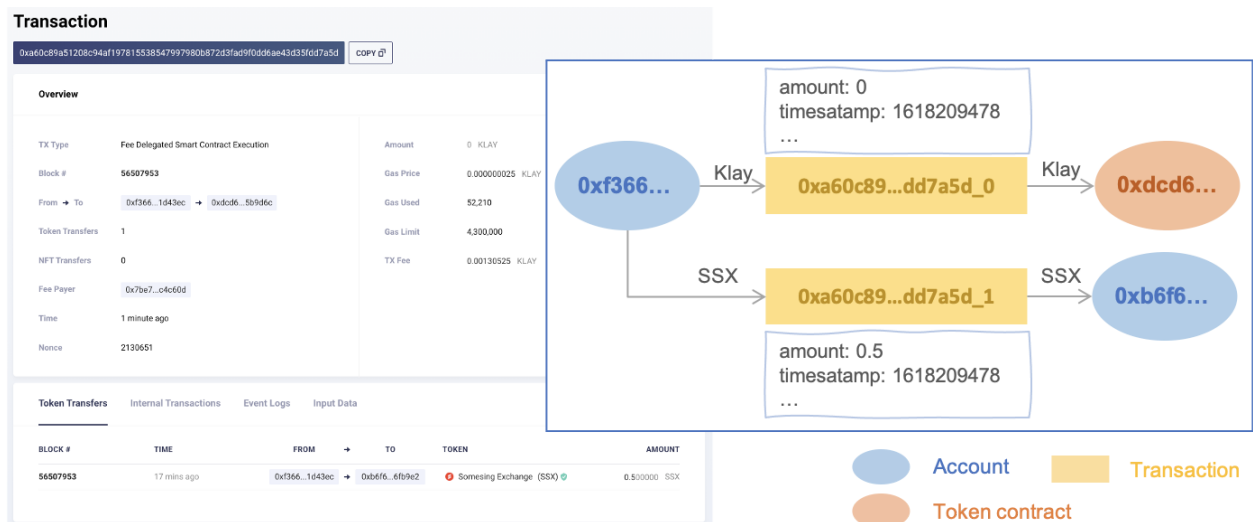 Transaction
0xa60c89a51208c94af197815538547997980b872d3fad9f0dd6ae43d35fdd7a5d COPY
Overview
TX Type Fee Delegated Smart Contract Execution
Block # 56507953
From → To 0xf366...1d43ec → 0xdcd6...5b9d6c
Token Transfers 1
NFT Transfers 0
Fee Payer 0x7be7...c4c60d
Time 1 minute ago
Nonce 2130651
Amount 0 KLAY
Gas Price 0.000000025 KLAY
Gas Used 52,210
Gas Limit 4,300,000
TX Fee 0.00130525 KLAY
Token Transfers Internal Transactions Event Logs Input Data
BLOCK # TIME FROM → TO TOKEN AMOUNT
56507953 17 mins ago 0xf366...1d43ec → 0xb6f6...6fb9e2 Somesing Exchange (SSX) 0.500000 SSX
amount: 0
timesatamp: 1618209478
...
0xf366... Klay 0xa60c89...dd7a5d_0 Klay 0xdcd6...
SSX 0xa60c89...dd7a5d_1 SSX 0xb6f6...
amount: 0.5
timesatamp: 1618209478
...
Account Transaction
Token contract